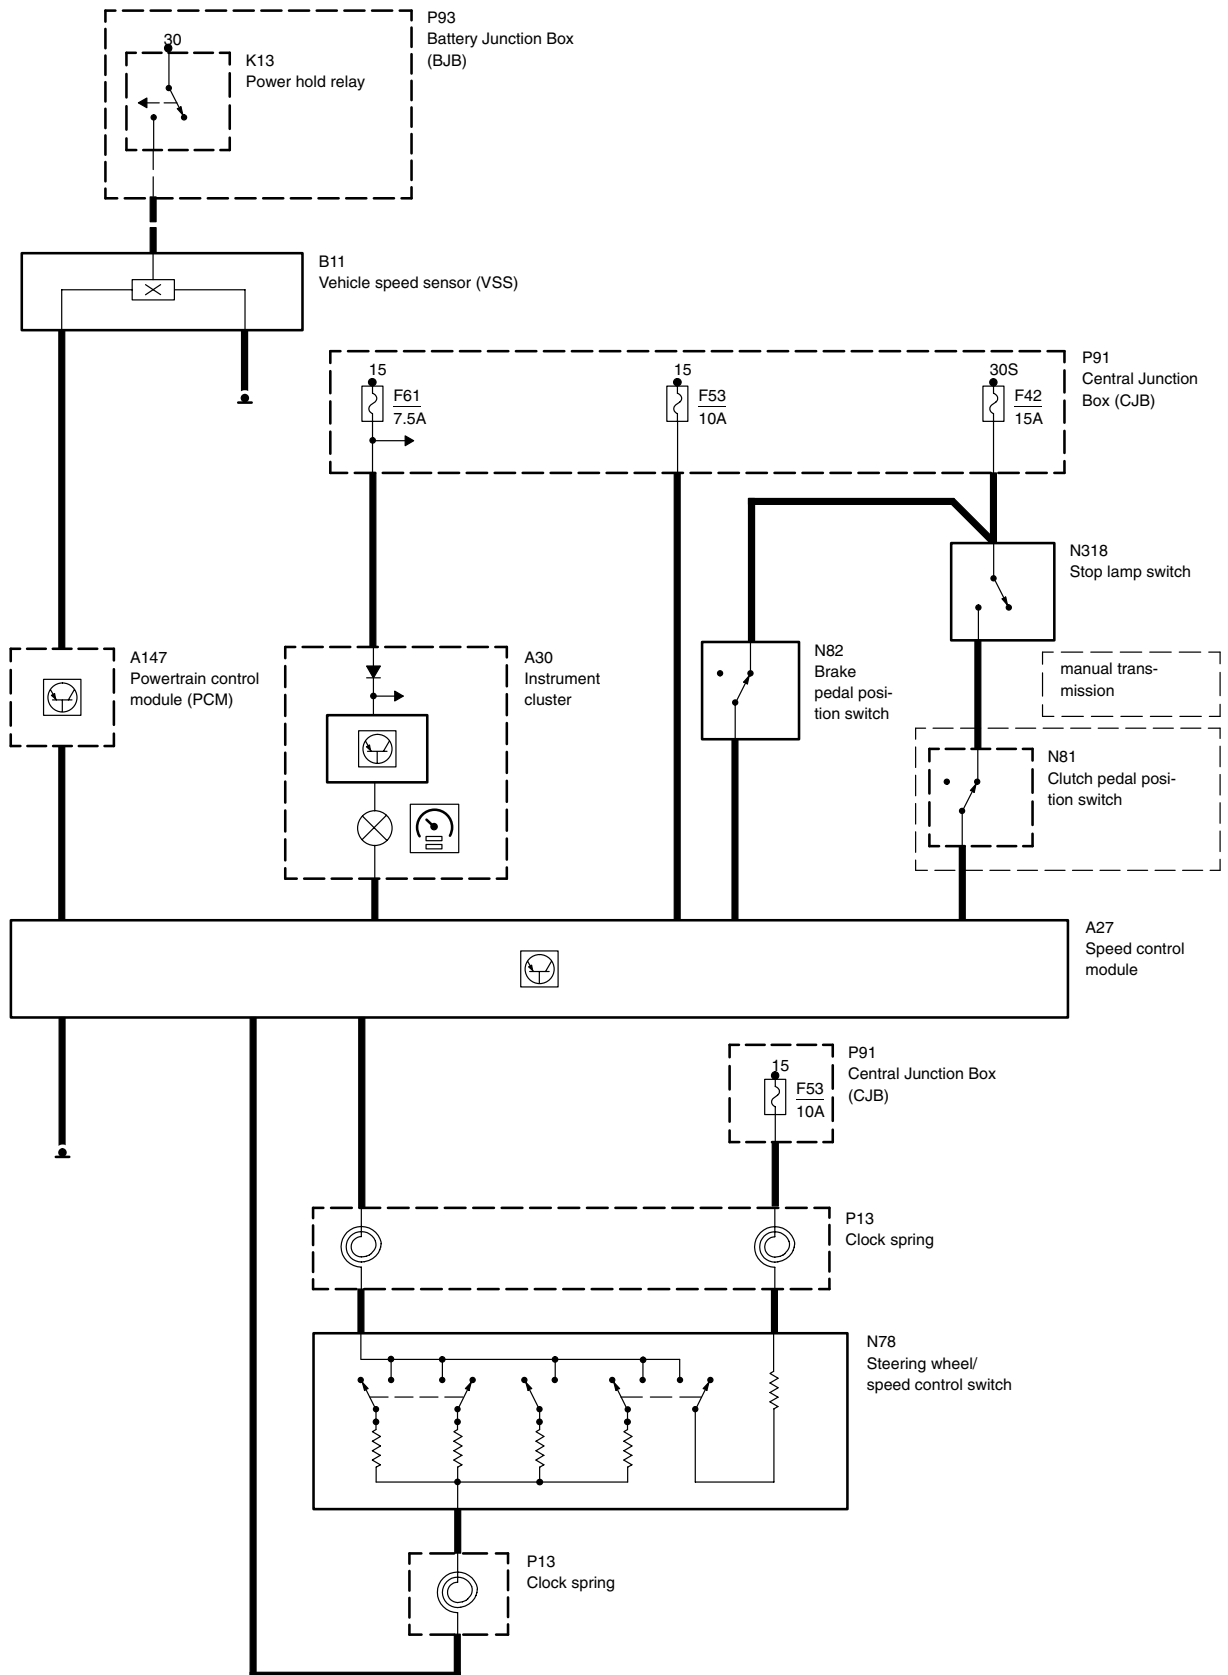 P93
Battery Junction Box
(BJB)
30
K13
Power hold relay
B11
Vehicle speed sensor (VSS)
P91
Central Junction
Box (CJB)
15
F61
7.5A
15
F53
10A
30S
F42
15A
N318
Stop lamp switch
N82
Brake
pedal posi-
tion switch
A147
Powertrain control
module (PCM)
A30
Instrument
cluster
manual trans-
mission
N81
Clutch pedal posi-
tion switch
A27
Speed control
module
P91
Central Junction Box
(CJB)
15
F53
10A
P13
Clock spring
N78
Steering wheel/
speed control switch
P13
Clock spring